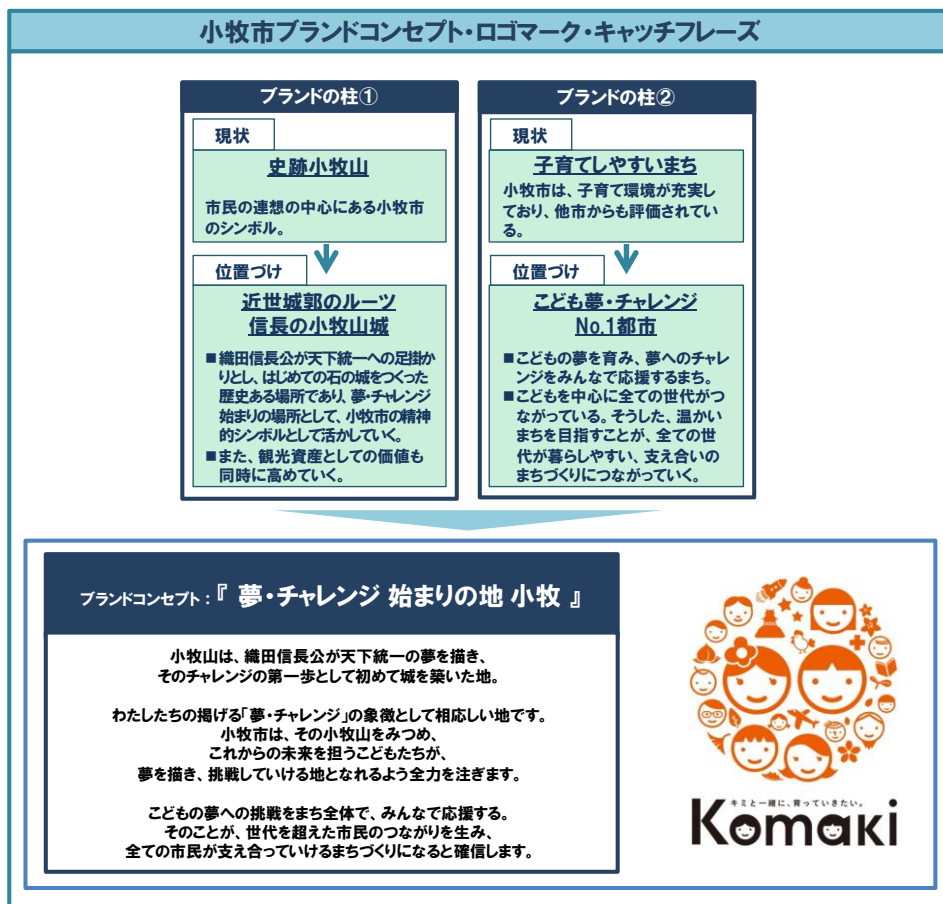 小牧市ブランドコンセプト・ロゴマーク・キャッチフレーズ
ブランドの柱①
現状
史跡小牧山
市民の連想の中心にある小牧市
のシンボル。
位置づけ
近世城郭のルーツ
信長の小牧山城
■織田信長公が天下統一への足掛か
りとし、はじめての石の城をつくった
歴史ある場所であり、夢・チャレンジ
始まりの場所として、小牧市の精神
的シンボルとして活かしていく。
■また、観光資産としての価値も
同時に高めていく。
ブランドの柱②
現状
子育てしやすいまち
小牧市は、子育て環境が充実し
ており、他市からも評価されてい
る。
位置づけ
こども夢・チャレンジ
No.1都市
■こどもの夢を育み、夢へのチャレ
ンジをみんなで応援するまち。
■こどもを中心に全ての世代がつ
ながっている。そうした、温かい
まちを目指すことが、全ての世
代が暮らしやすい、支え合いの
まちづくりにつながっていく。
ブランドコンセプト:『 夢・チャレンジ 始まりの地 小牧 』
小牧山は、織田信長公が天下統一の夢を描き、
そのチャレンジの第一歩として初めて城を築いた地。
わたしたちの掲げる「夢・チャレンジ」の象徴として相応しい地です。
小牧市は、その小牧山をみつめ、
これからの未来を担うこどもたちが、
夢を描き、挑戦していける地となれるよう全力を注ぎます。
こどもの夢への挑戦をまち全体で、みんなで応援する。
そのことが、世代を超えた市民のつながりを生み、
全ての市民が支え合っていけるまちづくりになると確信します。
キミと一緒に、育っていきたい。
Komaki